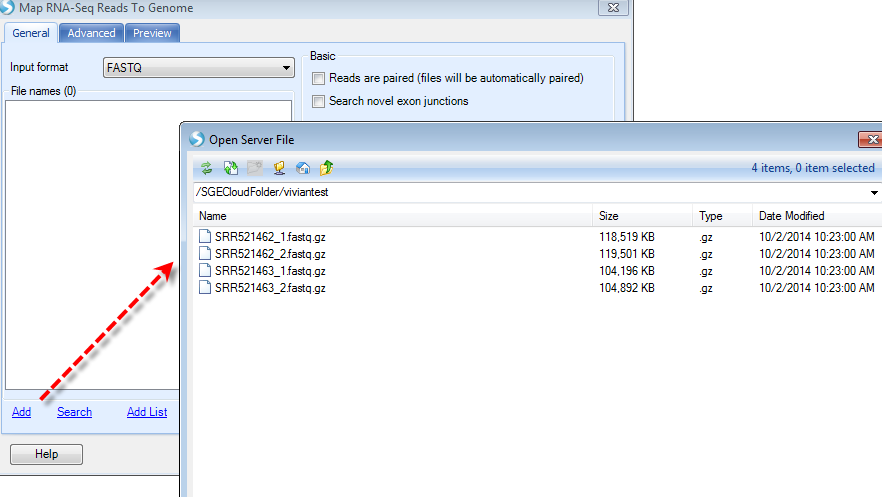 Map RNA-Seq Reads To Genome
General Advanced Preview
Input format FASTQ
File names (0)
Basic
Reads are paired (files will be automatically paired)
Search novel exon junctions
Open Server File
4 items, 0 item selected
/SGECloudFolder/viviantest
Name Size Type Date Modified
SRR521462_1.fastq.gz 118,519 KB .gz 10/2/2014 10:23:00 AM
SRR521462_2.fastq.gz 119,501 KB .gz 10/2/2014 10:23:00 AM
SRR521463_1.fastq.gz 104,196 KB .gz 10/2/2014 10:23:00 AM
SRR521463_2.fastq.gz 104,892 KB .gz 10/2/2014 10:23:00 AM
Add Search Add List
Help